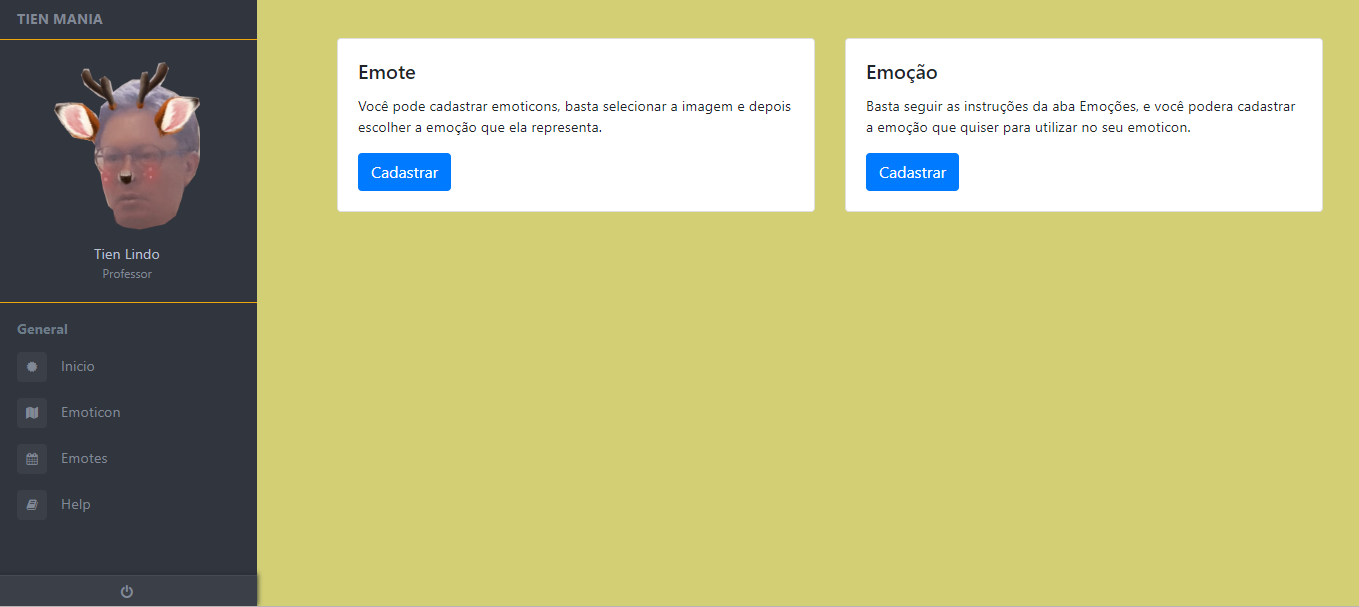 TIEN MANIA
Tien Lindo
Professor
General
Inicio
Emoticon
Emotes
Help
Emote
Você pode cadastrar emoticons, basta selecionar a imagem e depois
escolher a emoção que ela representa.
Cadastrar
Emoção
Basta seguir as instruções da aba Emoções, e você podera cadastrar
a emoção que quiser para utilizar no seu emoticon.
Cadastrar